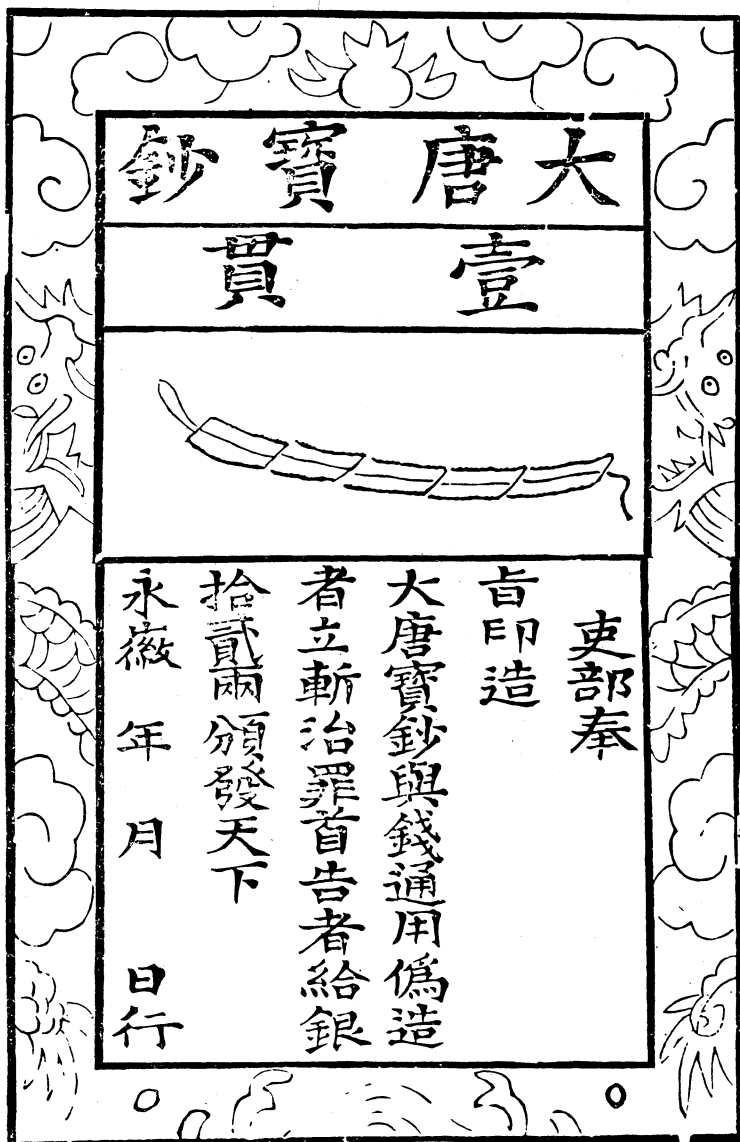 大唐寶鈔
壹貫
吏部奉
旨印造
大唐寶鈔與錢通用偽造
者立斬治罪首告者給銀
拾貳兩頒發天下
永徽 年 月 日行